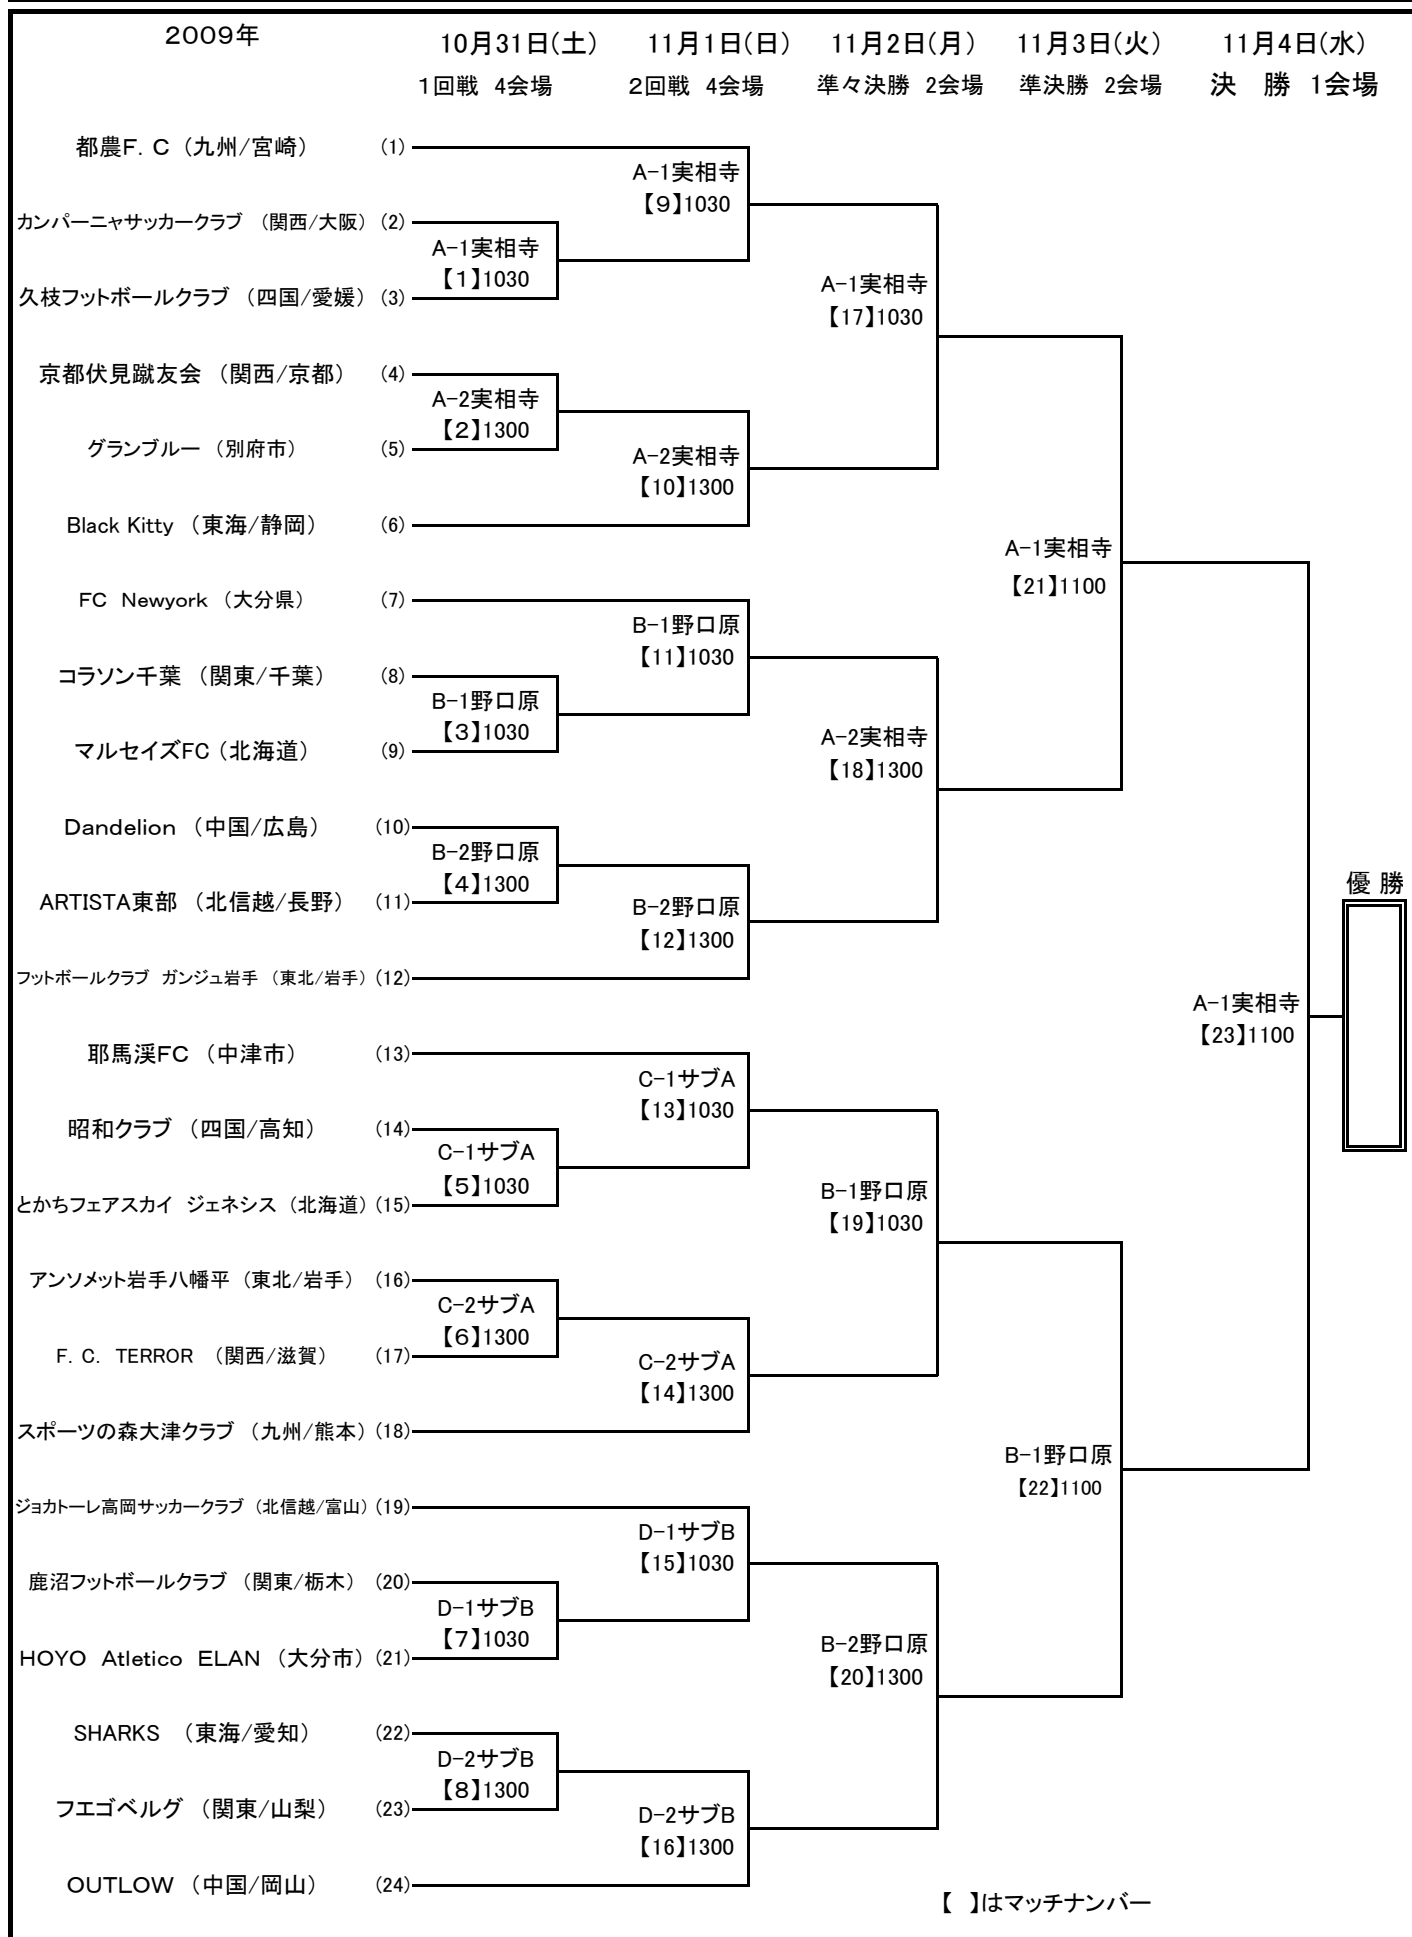 2009年
10月31日(土) 11月1日(日) 11月2日(月) 11月3日(火) 11月4日(水)
1回戦 4会場 2回戦 4会場 準々決勝 2会場 準決勝 2会場 決 勝 1会場
都農F. C (九州/宮崎) (1)
A-1実相寺
【9】1030
カンパーニャサッカークラブ (関西/大阪) (2)
A-1実相寺
【1】1030
久枝フットボールクラブ (四国/愛媛) (3)
A-1実相寺
【17】1030
京都伏見蹴友会 (関西/京都) (4)
A-2実相寺
【2】1300
グランブルー (別府市) (5)
A-2実相寺
【10】1300
Black Kitty (東海/静岡) (6)
A-1実相寺
【21】1100
FC Newyork (大分県) (7)
B-1野口原
【11】1030
コラソン千葉 (関東/千葉) (8)
B-1野口原
【3】1030
マルセイズFC (北海道) (9)
A-2実相寺
【18】1300
Dandelion (中国/広島) (10)
B-2野口原
【4】1300
ARTISTA東部 (北信越/長野) (11)
B-2野口原
【12】1300
優 勝
フットボールクラブ ガンジュ岩手 (東北/岩手) (12)
A-1実相寺
【23】1100
耶馬渓FC (中津市) (13)
C-1サブA
【13】1030
昭和クラブ (四国/高知) (14)
C-1サブA
【5】1030
とかちフェアスカイ ジェネシス (北海道) (15)
B-1野口原
【19】1030
アンソメット岩手八幡平 (東北/岩手) (16)
C-2サブA
【6】1300
F. C. TERROR (関西/滋賀) (17)
C-2サブA
【14】1300
スポーツの森大津クラブ (九州/熊本) (18)
B-1野口原
【22】1100
ジョカトーレ高岡サッカークラブ (北信越/富山) (19)
D-1サブB
【15】1030
鹿沼フットボールクラブ (関東/栃木) (20)
D-1サブB
【7】1030
HOYO Atletico ELAN (大分市) (21)
B-2野口原
【20】1300
SHARKS (東海/愛知) (22)
D-2サブB
【8】1300
フエゴベルグ (関東/山梨) (23)
D-2サブB
【16】1300
OUTLOW (中国/岡山) (24)
【 】はマッチナンバー